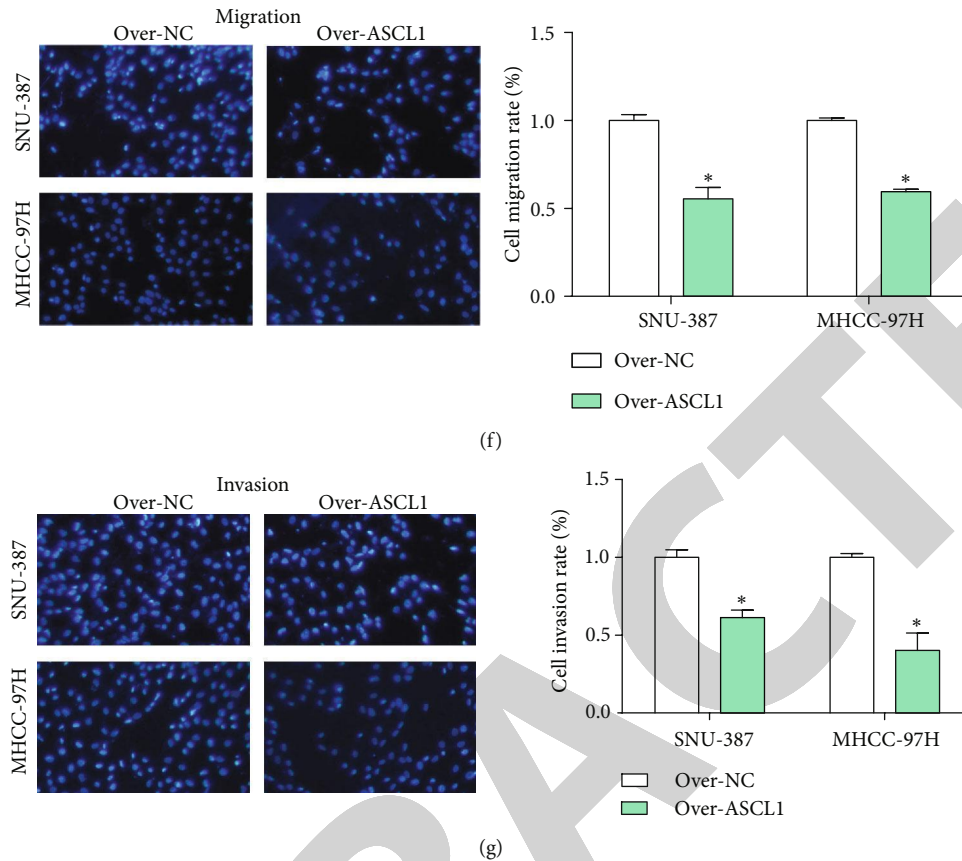 Migration
Over-NC Over-ASCL1
SNU-387
MHCC-97H
Cell migration rate (%)
1.5
1.0
0.5
0.0
* *
SNU-387 MHCC-97H
Over-NC
Over-ASCL1
(f)
Invasion
Over-NC Over-ASCL1
SNU-387
MHCC-97H
Cell invasion rate (%)
1.5
1.0
0.5
0.0
* *
SNU-387 MHCC-97H
Over-NC
Over-ASCL1
(g)